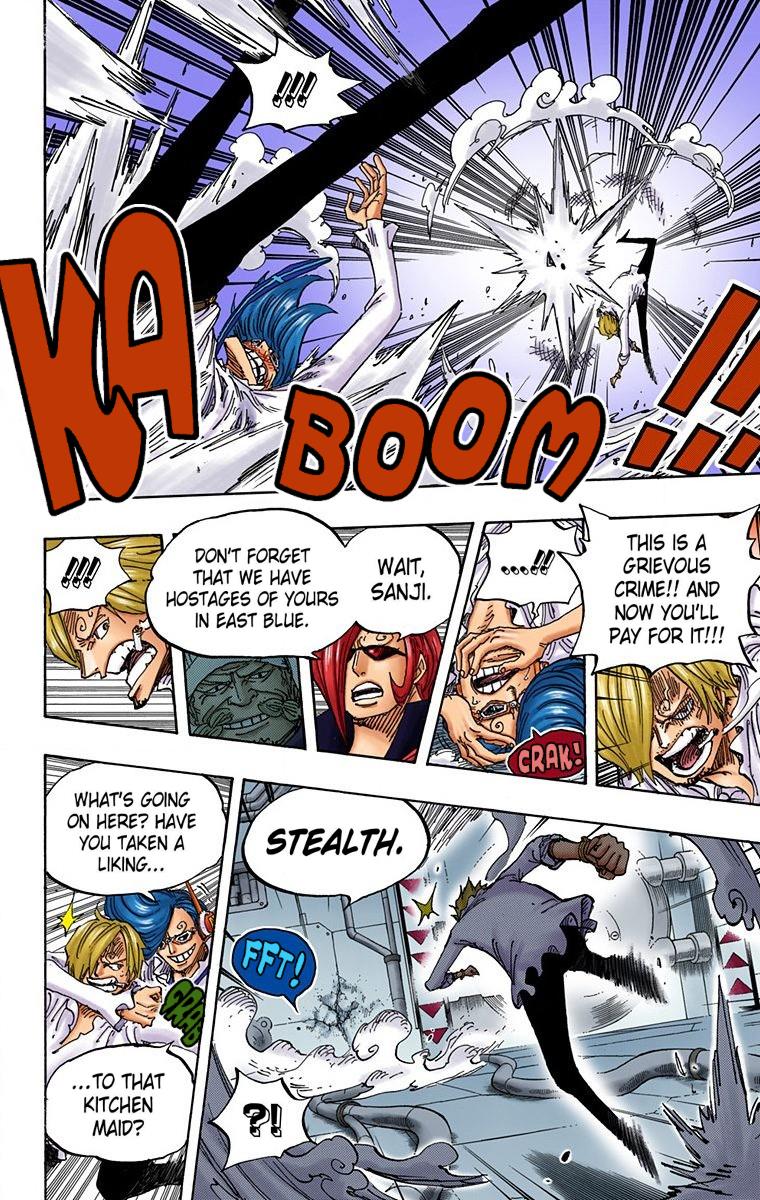 !!!
KA
BOOM!!
THIS IS A
GRIEVOUS
CRIME!! AND
NOW YOU'LL
PAY FOR IT!!!
....!!
CRAK!
WAIT,
SANJI.
DON'T FORGET
THAT WE HAVE
HOSTAGES OF YOURS
IN EAST BLUE.
!!!
STEALTH.
FFT!
?!
WHAT'S GOING
ON HERE? HAVE
YOU TAKEN A
LIKING...
GRAB
...TO THAT
KITCHEN
MAID?